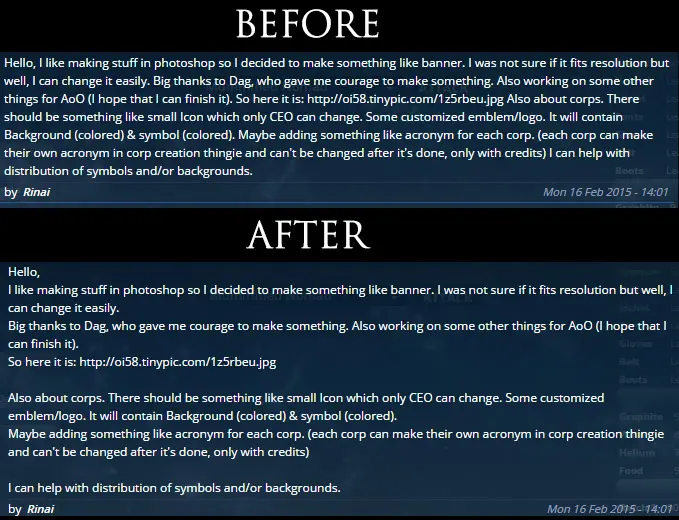 BEFORE
Hello, I like making stuff in photoshop so I decided to make something like banner. I was not sure if it fits resolution but
well, I can change it easily. Big thanks to Dag, who gave me courage to make something. Also working on some other
things for AoO (I hope that I can finish it). So here it is: http://oi58.tinypic.com/1z5rbeu.jpg Also about corps. There
should be something like small Icon which only CEO can change. Some customized emblem/logo. It will contain
Background (colored) & symbol (colored). Maybe adding something like acronym for each corp. (each corp can make
their own acronym in corp creation thingie and can't be changed after it's done, only with credits) I can help with
distribution of symbols and/or backgrounds.
Boots
by Rinai
Mon 16 Feb 2015 - 14:01
AFTER
Hello,
I like making stuff in photoshop so I decided to make something like banner. I was not sure if it fits resolution but well, I
can change it easily.
ATTACK
Big thanks to Dag, who gave me courage to make something. Also working on some other things for AoO (I hope that I
can finish it).
Gloves
So here it is: http://oi58.tinypic.com/1z5rbeu.jpg
Belt
Boots
Also about corps. There should be something like small Icon which only CEO can change. Some customized
emblem/logo. It will contain Background (colored) & symbol (colored).
Graphite
Maybe adding something like acronym for each corp. (each corp can make their own acronym in corp creation thingie
and can't be changed after it's done, only with credits)
Helium
Food
I can help with distribution of symbols and/or backgrounds.
by Rinai
Mon 16 Feb 2015 - 14:01